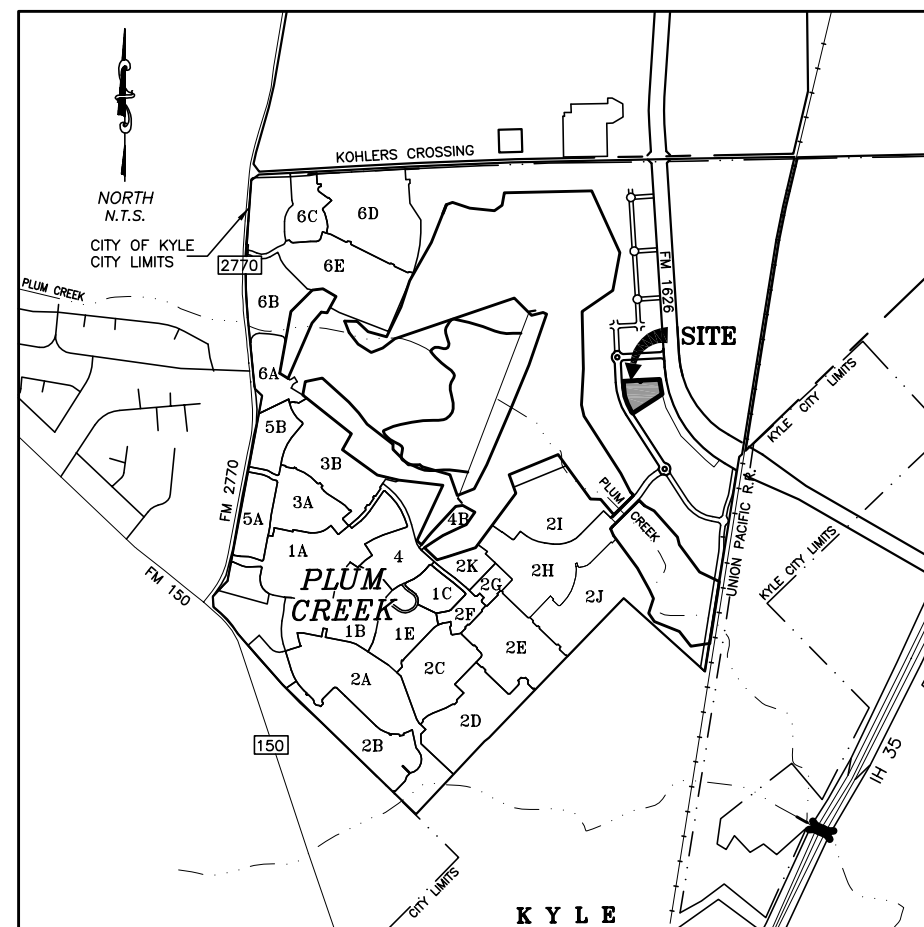 KOHLERS CROSSING
NORTH
N.T.S.
CITY OF KYLE
CITY LIMITS
2770
PLUM CREEK
6C
6D
6E
6B
FM 1626
SITE
6A
KYLE CITY LIMITS
5B
3B
FM 2770
3A
5A
4B
2I
PLUM
CREEK
UNION PACIFIC R.R.
1A
4
2K
2H
KYLE CITY LIMITS
FM 150
PLUM
CREEK
1C
2G
2J
2F
1B
1E
2E
2C
2A
2D
2B
150
IH 35
CITY LIMITS
KYLE